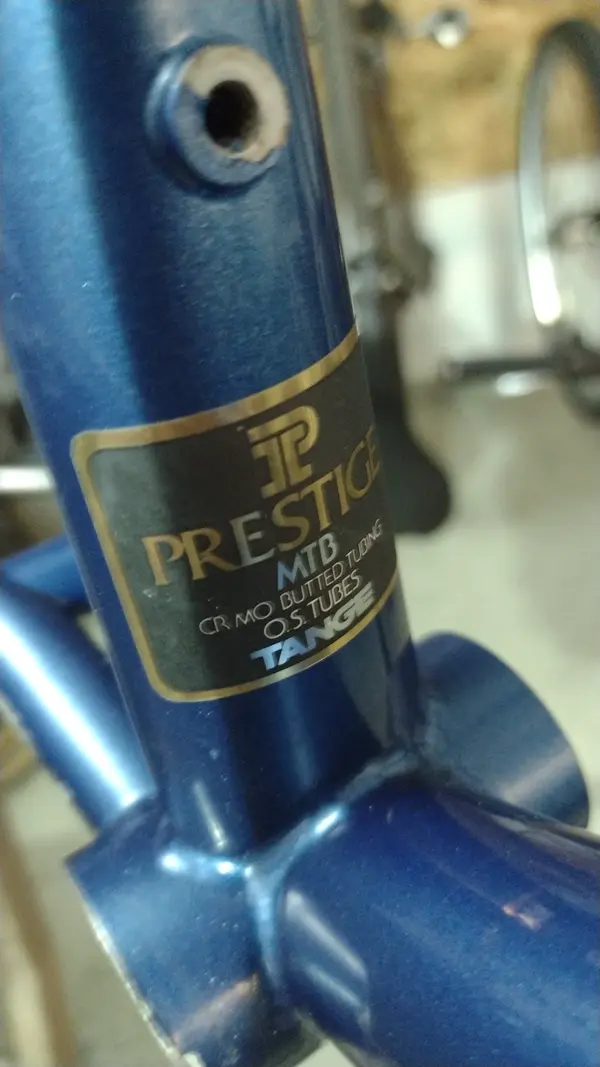 PRESTIGE
MTB
CR MO BUTTED TUBING
O.S. TUBES
TANGE